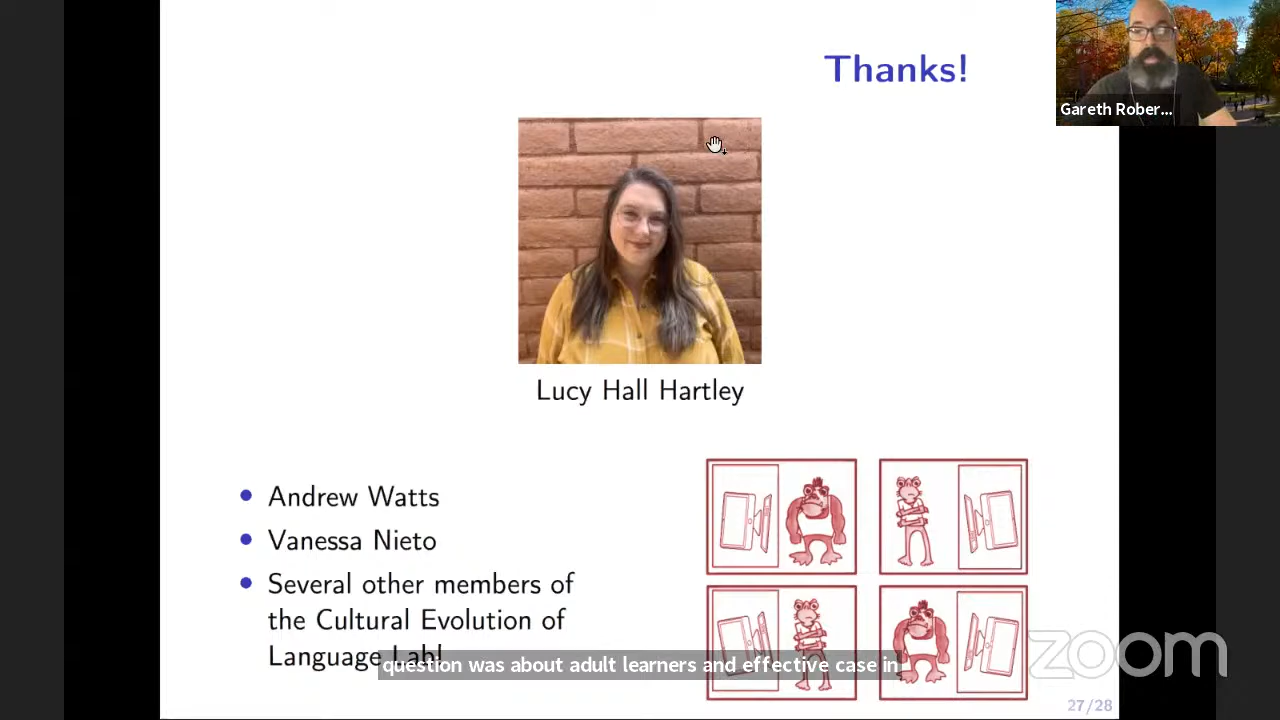 Thanks!
Gareth Rober...
Lucy Hall Hartley
• Andrew Watts
• Vanessa Nieto
• Several other members of
the Cultural Evolution of
Language Lab!
question was about adult learners and effective case in
zoom
27/28